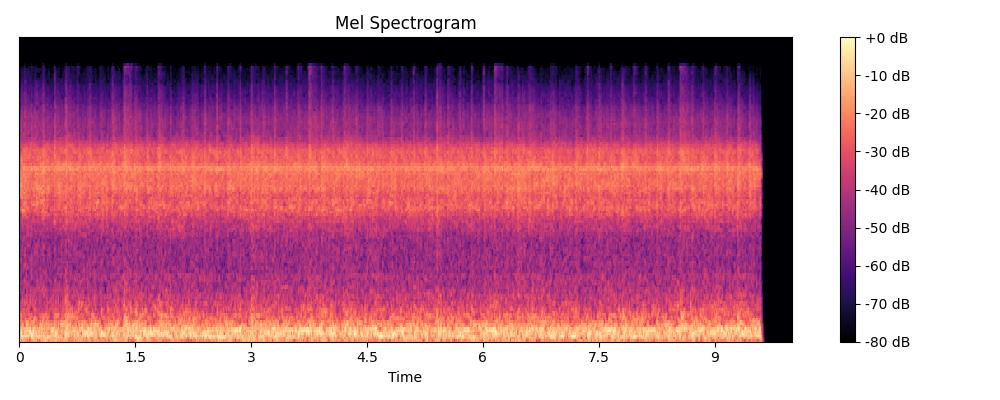 Mel Spectrogram
+0 dB
-10 dB
-20 dB
-30 dB
-40 dB
-50 dB
-60 dB
-70 dB
-80 dB
0 1.5 3 4.5 6 7.5 9
Time